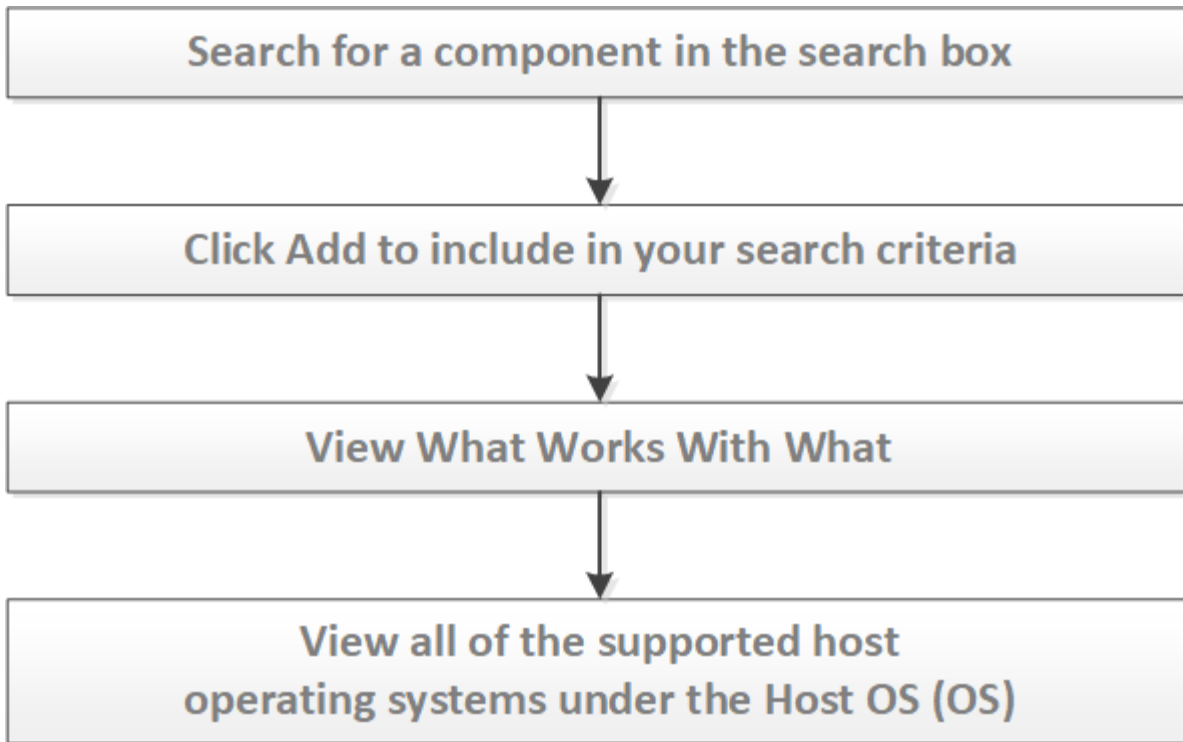 Search for a component in the search box
Click Add to include in your search criteria
View What Works With What
View all of the supported host
operating systems under the Host OS (OS)